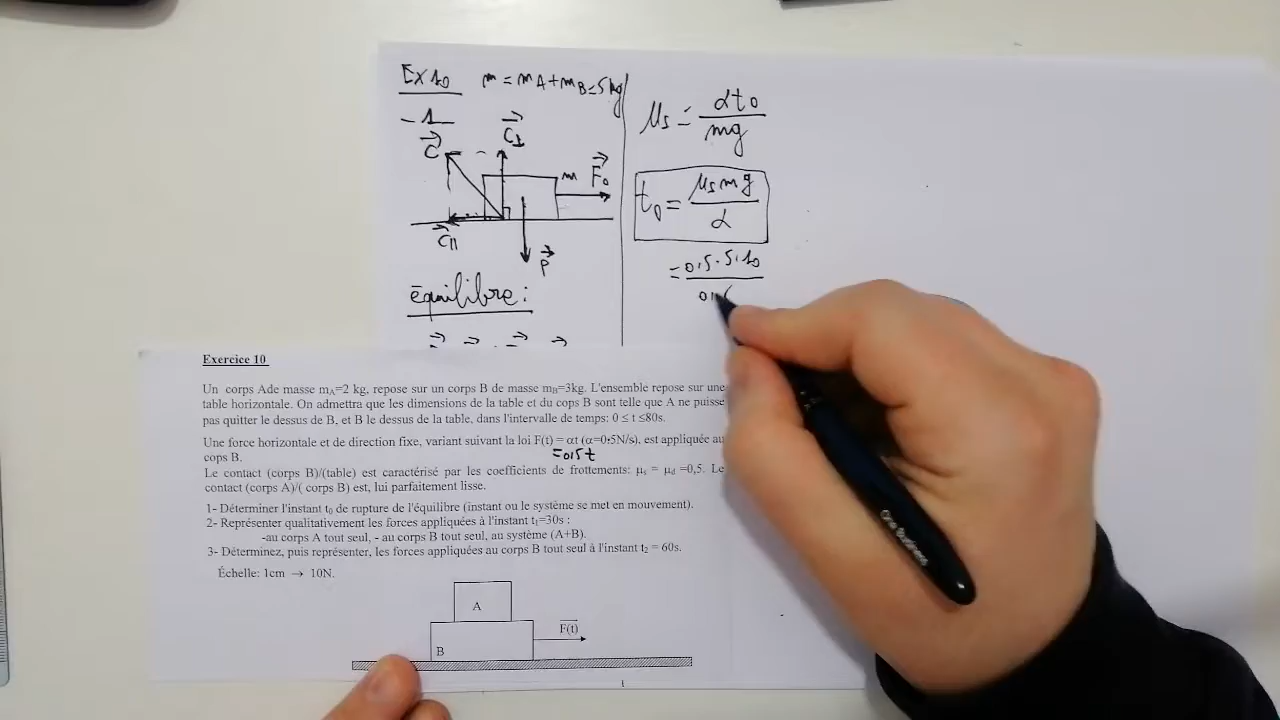 Ex 10 m = mA + mB = 5 kg
- 1
C
C⊥
m
F0
C//
P
équilibre :
μs = αt0 / mg
t0 = μs mg / α
= 0,5 . 5 . 10
0,5
Exercice 10
Un corps Ade masse mA=2 kg, repose sur un corps B de masse mB=3kg. L'ensemble repose sur une
table horizontale. On admettra que les dimensions de la table et du cops B sont telle que A ne puisse
pas quitter le dessus de B, et B le dessus de la table, dans l'intervalle de temps: 0 ≤ t ≤80s.
Une force horizontale et de direction fixe, variant suivant la loi F(t) = αt (α=0.5N/s), est appliquée au
cops B.
=0,5t
Le contact (corps B)/(table) est caractérisé par les coefficients de frottements: μs = μd =0,5. Le
contact (corps A)/( corps B) est, lui parfaitement lisse.
1- Déterminer l'instant t0 de rupture de l'équilibre (instant ou le système se met en mouvement).
2- Représenter qualitativement les forces appliquées à l'instant t1=30s :
-au corps A tout seul, - au corps B tout seul, au système (A+B).
3- Déterminez, puis représenter, les forces appliquées au corps B tout seul à l'instant t2 = 60s.
Échelle: 1cm → 10N.
A
F(t)
B
One Business